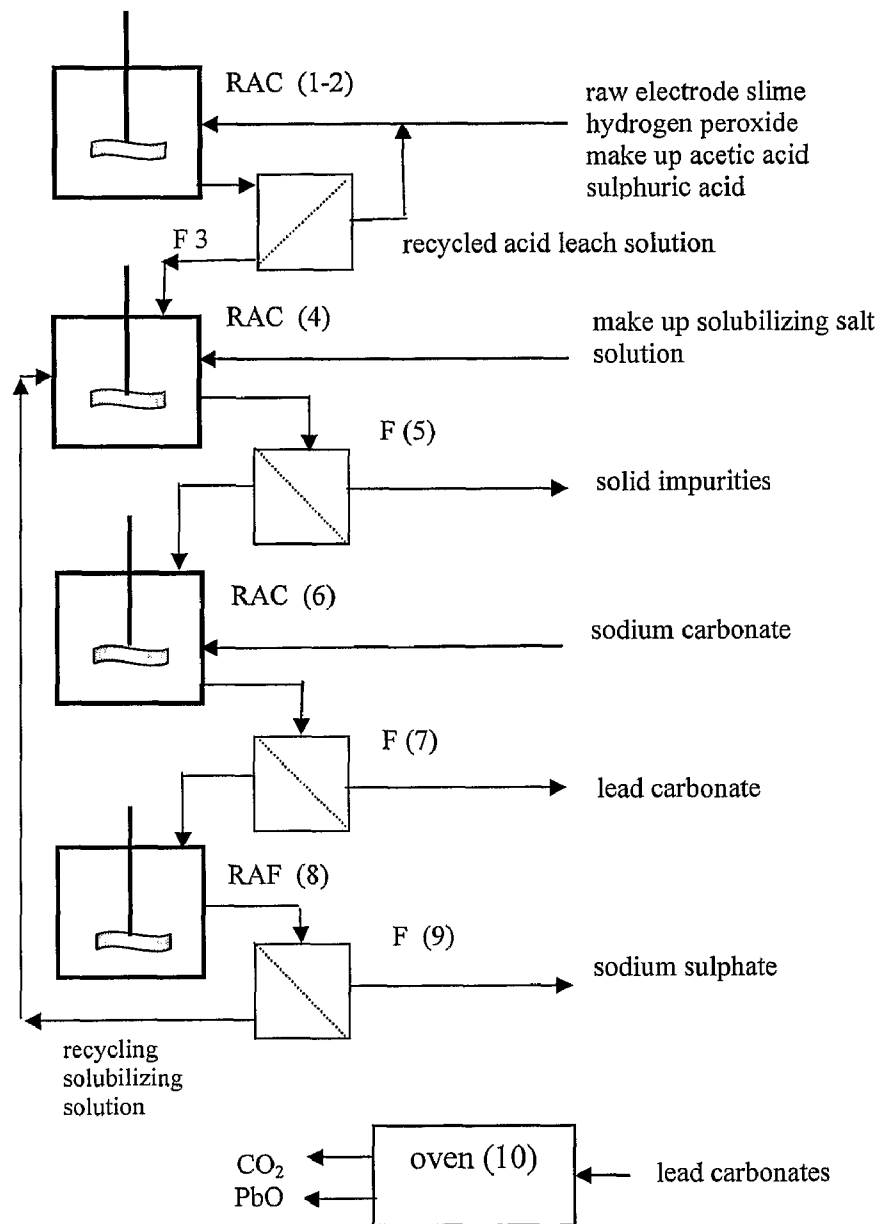 RAC (1-2)
raw electrode slime
hydrogen peroxide
make up acetic acid
sulphuric acid
F 3
recycled acid leach solution
RAC (4)
make up solubilizing salt
solution
F (5)
solid impurities
RAC (6)
sodium carbonate
F (7)
lead carbonate
RAF (8)
F (9)
sodium sulphate
recycling
solubilizing
solution
CO₂
PbO
oven (10)
lead carbonates